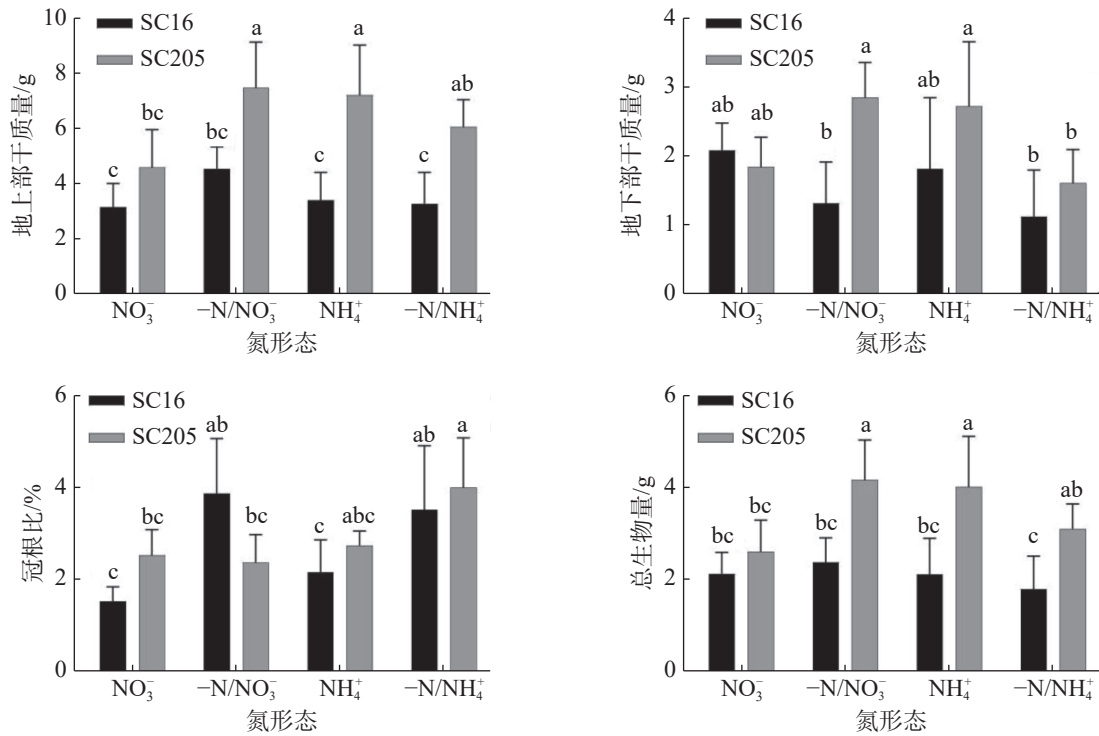 10
8
6
4
2
0
地上部干质量/g
SC16
SC205
c
bc
bc
a
c
a
c
ab
NO₃⁻
−N/NO₃⁻
NH₄⁺
−N/NH₄⁺
氮形态
4
3
2
1
0
地下部干质量/g
SC16
SC205
ab
ab
b
a
ab
a
b
b
NO₃⁻
−N/NO₃⁻
NH₄⁺
−N/NH₄⁺
氮形态
6
4
2
0
冠根比/%
SC16
SC205
c
bc
ab
bc
c
abc
ab
a
NO₃⁻
−N/NO₃⁻
NH₄⁺
−N/NH₄⁺
氮形态
6
4
2
0
总生物量/g
SC16
SC205
bc
bc
bc
a
bc
a
c
ab
NO₃⁻
−N/NO₃⁻
NH₄⁺
−N/NH₄⁺
氮形态